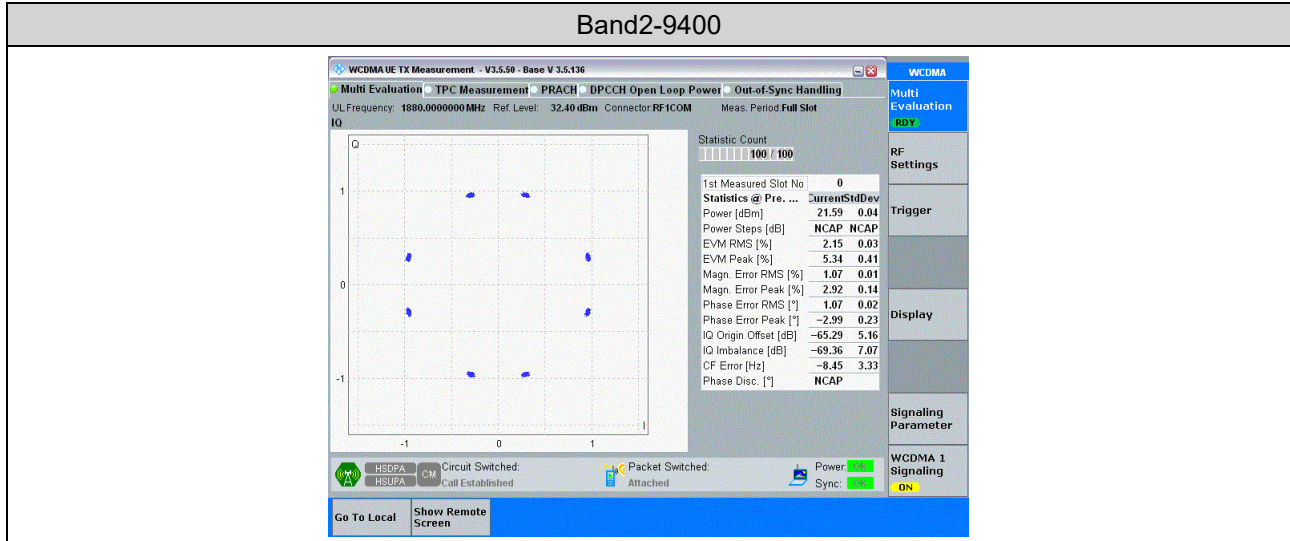 Band2-9400
WCDMA UE TX Measurement - V3.5.50 - Base V 3.5.136
WCDMA
Multi Evaluation TPC Measurement PRACH DPCCH Open Loop Power Out-of-Sync Handling
Multi
Evaluation
RDY
UL Frequency: 1880.0000000 MHz Ref. Level: 32.40 dBm Connector:RF1COM Meas. Period:Full Slot
IQ
Q
1
0
-1
-1 0 1
I
Statistic Count
100 / 100
1st Measured Slot No 0
Statistics @ Pre. ... Current StdDev
Power [dBm] 21.59 0.04
Power Steps [dB] NCAP NCAP
EVM RMS [%] 2.15 0.03
EVM Peak [%] 5.34 0.41
Magn. Error RMS [%] 1.07 0.01
Magn. Error Peak [%] 2.92 0.14
Phase Error RMS [°] 1.07 0.02
Phase Error Peak [°] −2.99 0.23
IQ Origin Offset [dB] −65.29 5.16
IQ Imbalance [dB] −69.36 7.07
CF Error [Hz] −8.45 3.33
Phase Disc. [°] NCAP
RF
Settings
Trigger
Display
Signaling
Parameter
WCDMA 1
Signaling
ON
HSDPA
HSUPA
CM
Circuit Switched:
Call Established
Packet Switched:
Attached
Power: OK
Sync: OK
Go To Local
Show Remote
Screen